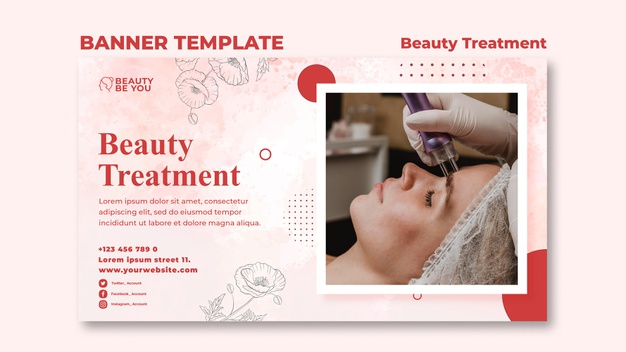 BANNER TEMPLATE
Beauty Treatment
BEAUTY
BE YOU
Beauty
Treatment
Lorem ipsum dolor sit amet, consectetur
adipiscing elit, sed do eiusmod tempor
incididunt ut labore et dolore magna aliqua.
+123 456 789 0
Lorem ipsum street 11.
www.yourwebsite.com
Twitter_Account
Facebook_Account
Instagram_Account